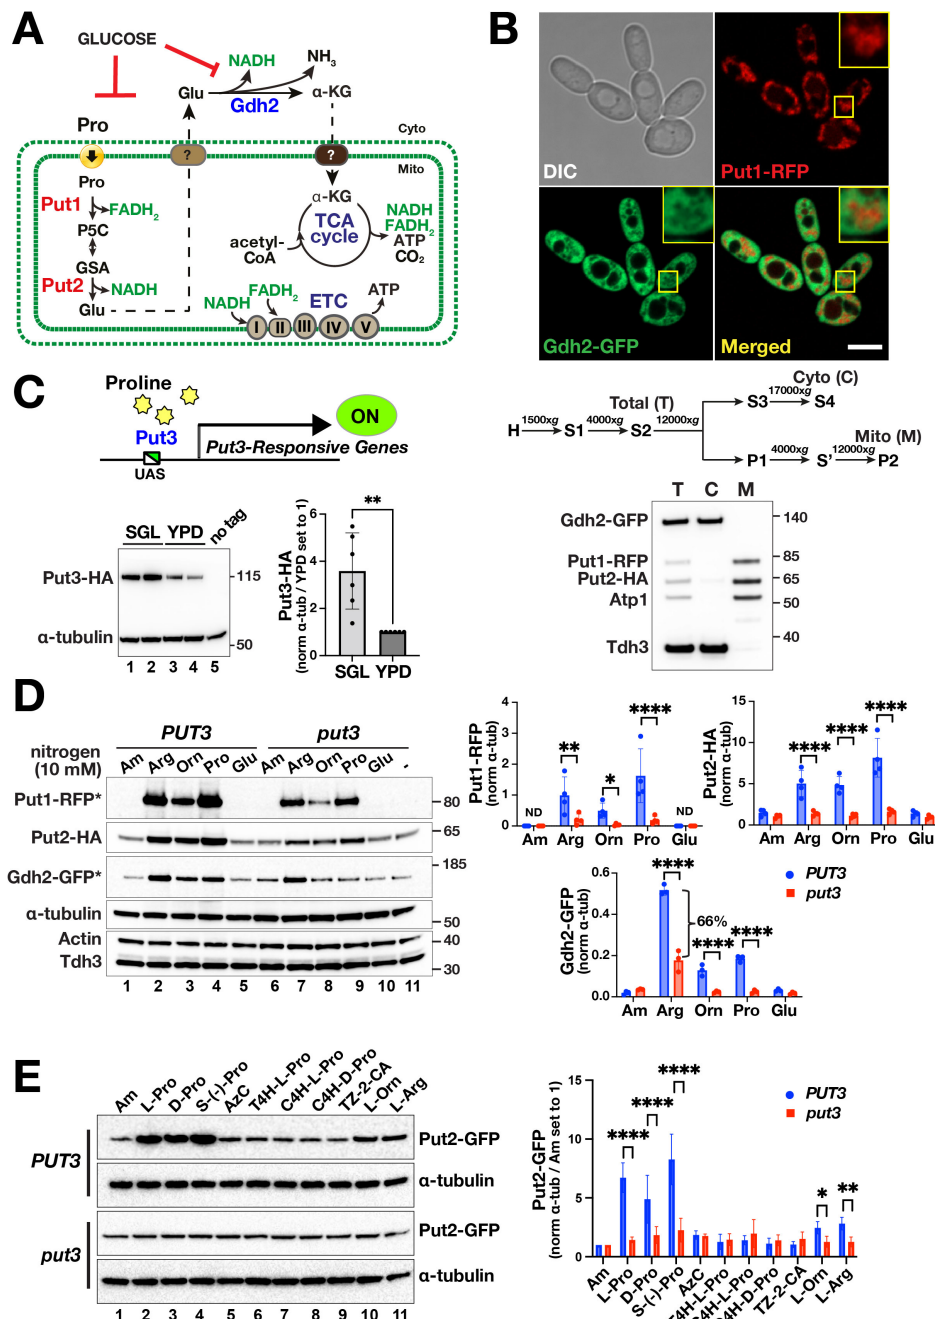 A
GLUCOSE
NADH
NH3
Glu
Gdh2
α-KG
Pro
Cyto
?
?
Mito
Pro
Put1
FADH2
P5C
GSA
Put2
NADH
Glu
α-KG
TCA
cycle
acetyl-
CoA
NADH
FADH2
ATP
CO2
NADH
FADH2
ETC
ATP
I
II
III
IV
V
B
DIC
Put1-RFP
Gdh2-GFP
Merged
Total (T)
Cyto (C)
Mito (M)
H
1500xg
S1
4000xg
S2
12000xg
S3
17000xg
S4
P1
4000xg
S'
12000xg
P2
T C M
Gdh2-GFP
Put1-RFP
Put2-HA
Atp1
Tdh3
140
85
65
50
40
C
Proline
Put3
UAS
ON
Put3-Responsive Genes
SGL YPD no tag
Put3-HA
α-tubulin
115
50
1 2 3 4 5
Put3-HA
(norm α-tub / YPD set to 1)
6
4
2
0
**
SGL YPD
D
PUT3
put3
nitrogen
(10 mM)
Am Arg Orn Pro Glu Am Arg Orn Pro Glu -
Put1-RFP*
80
Put2-HA
65
Gdh2-GFP*
185
α-tubulin
50
Actin
40
Tdh3
30
1 2 3 4 5 6 7 8 9 10 11
Put1-RFP
(norm α-tub)
4
3
2
1
0
ND
**
*
****
ND
Am Arg Orn Pro Glu
Put2-HA
(norm α-tub)
15
10
5
0
****
****
****
Am Arg Orn Pro Glu
Gdh2-GFP
(norm α-tub)
0.6
0.4
0.2
0.0
****
66%
****
****
Am Arg Orn Pro Glu
PUT3
put3
E
Am L-Pro D-Pro S-(-)-Pro AzC T4H-L-Pro C4H-L-Pro C4H-D-Pro TZ-2-CA L-Orn L-Arg
PUT3
Put2-GFP
α-tubulin
put3
Put2-GFP
α-tubulin
1 2 3 4 5 6 7 8 9 10 11
Put2-GFP
(norm α-tub / Am set to 1)
15
10
5
0
****
****
****
*
**
PUT3
put3
Am L-Pro D-Pro S-(-)-Pro AzC T4H-L-Pro C4H-L-Pro C4H-D-Pro TZ-2-CA L-Orn L-Arg